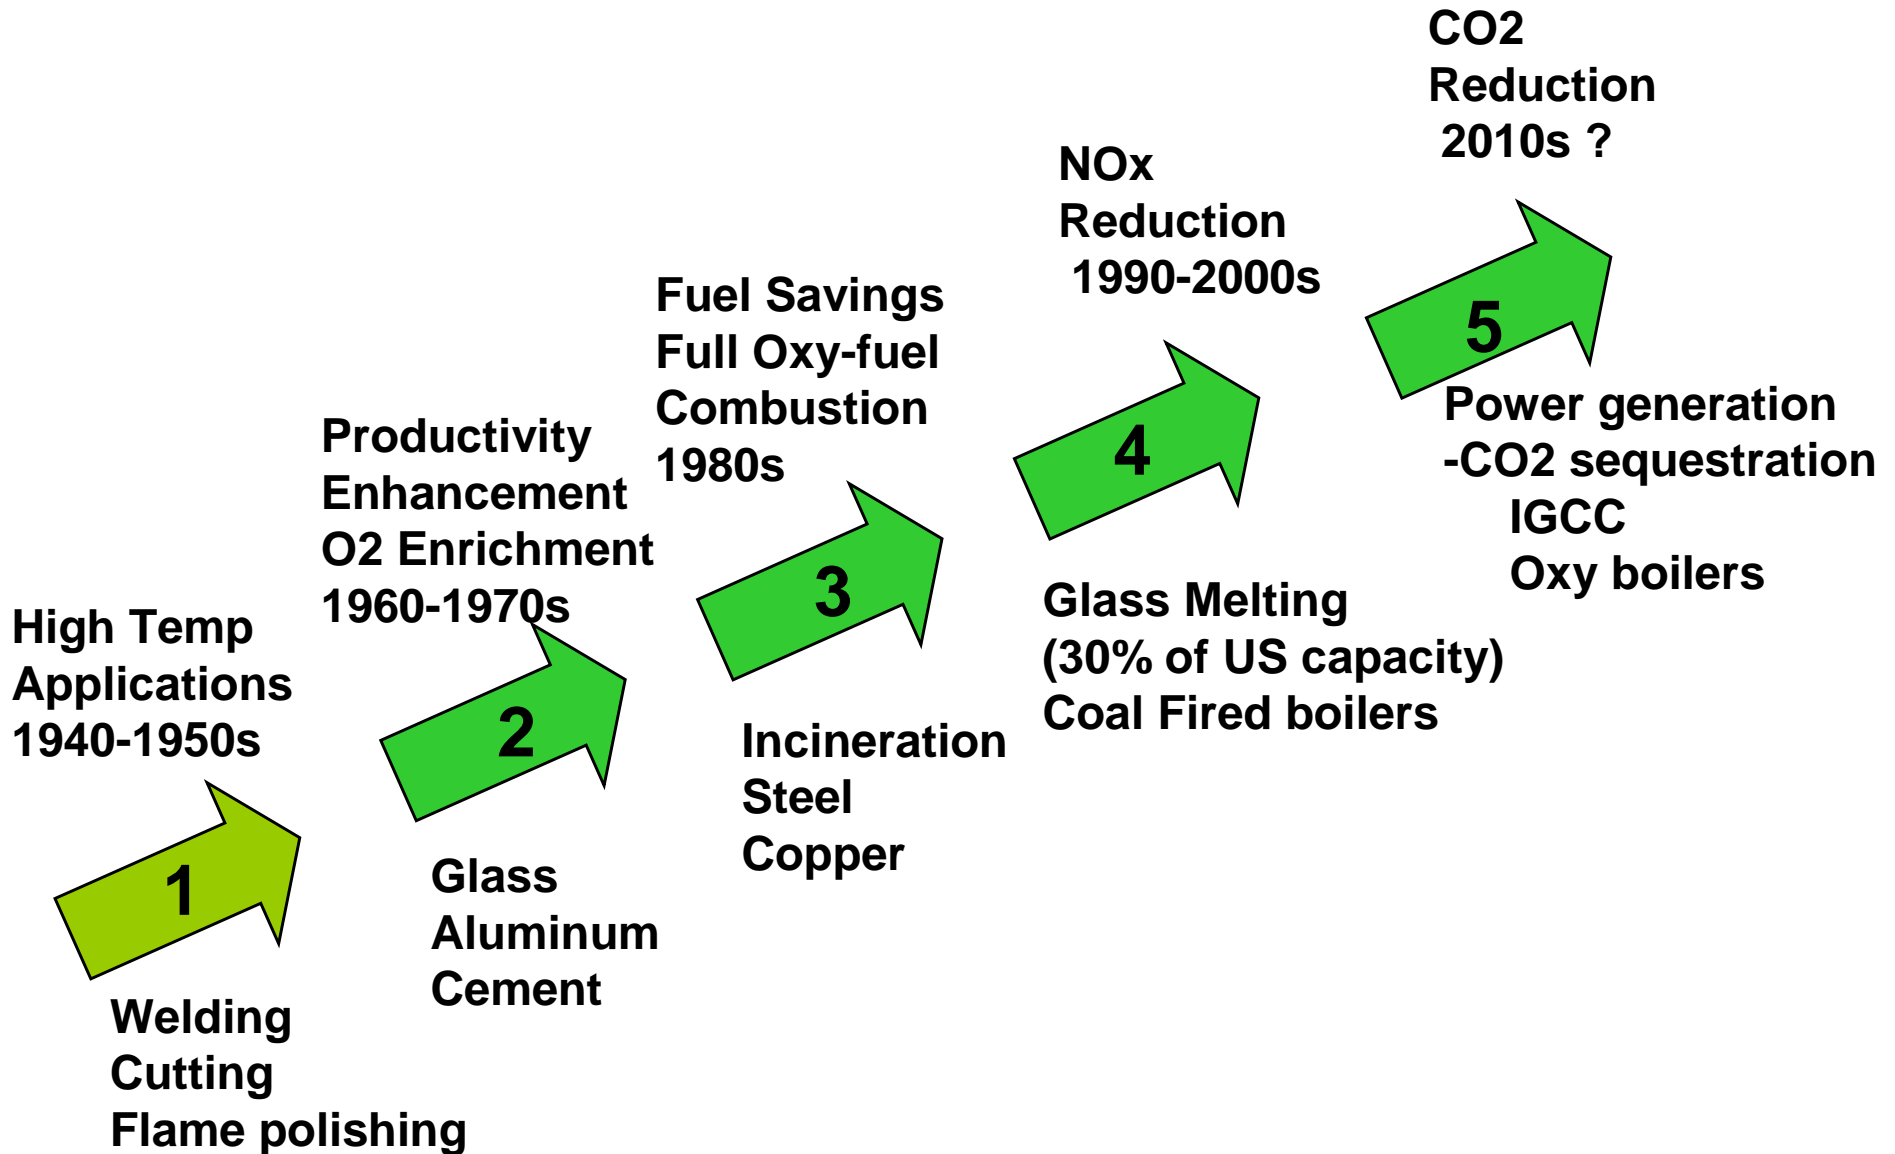 High Temp
Applications
1940-1950s
1
Welding
Cutting
Flame polishing
Productivity
Enhancement
O2 Enrichment
1960-1970s
2
Glass
Aluminum
Cement
Fuel Savings
Full Oxy-fuel
Combustion
1980s
3
Incineration
Steel
Copper
NOx
Reduction
1990-2000s
4
Glass Melting
(30% of US capacity)
Coal Fired boilers
CO2
Reduction
2010s ?
5
Power generation
-CO2 sequestration
IGCC
Oxy boilers